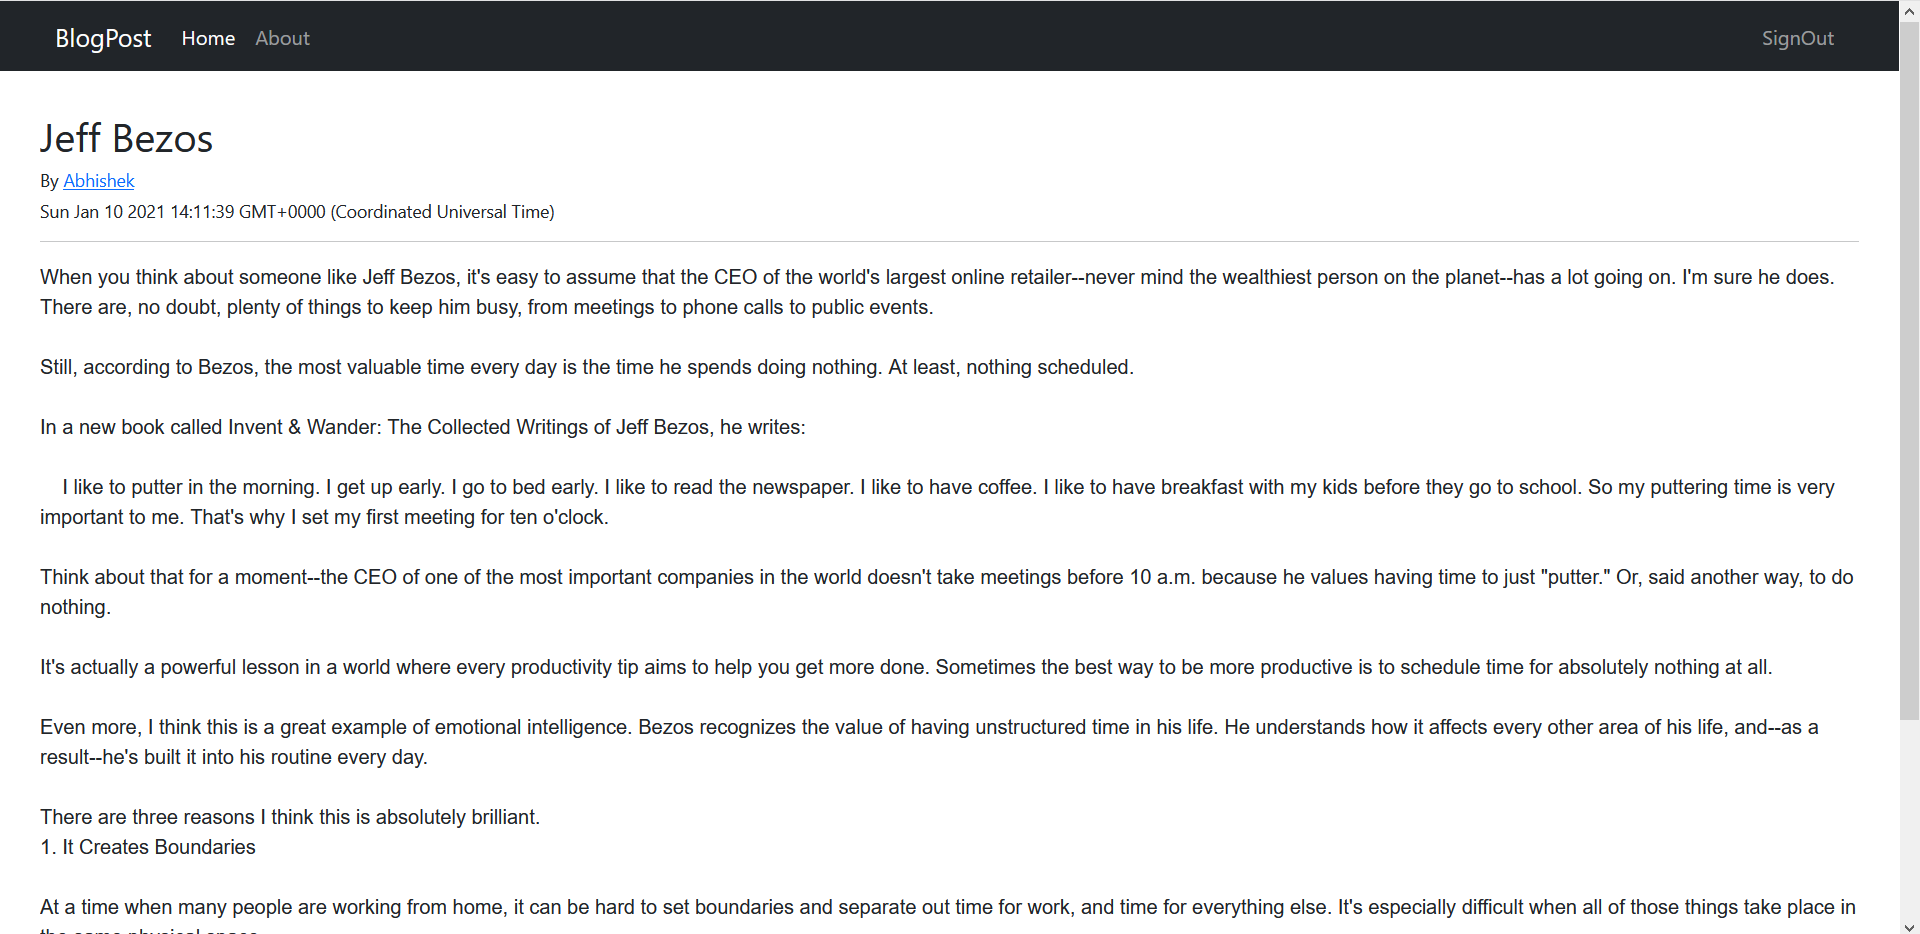 BlogPost Home About SignOut
Jeff Bezos
By Abhishek
Sun Jan 10 2021 14:11:39 GMT+0000 (Coordinated Universal Time)
When you think about someone like Jeff Bezos, it's easy to assume that the CEO of the world's largest online retailer--never mind the wealthiest person on the planet--has a lot going on. I'm sure he does.
There are, no doubt, plenty of things to keep him busy, from meetings to phone calls to public events.
Still, according to Bezos, the most valuable time every day is the time he spends doing nothing. At least, nothing scheduled.
In a new book called Invent & Wander: The Collected Writings of Jeff Bezos, he writes:
I like to putter in the morning. I get up early. I go to bed early. I like to read the newspaper. I like to have coffee. I like to have breakfast with my kids before they go to school. So my puttering time is very
important to me. That's why I set my first meeting for ten o'clock.
Think about that for a moment--the CEO of one of the most important companies in the world doesn't take meetings before 10 a.m. because he values having time to just "putter." Or, said another way, to do
nothing.
It's actually a powerful lesson in a world where every productivity tip aims to help you get more done. Sometimes the best way to be more productive is to schedule time for absolutely nothing at all.
Even more, I think this is a great example of emotional intelligence. Bezos recognizes the value of having unstructured time in his life. He understands how it affects every other area of his life, and--as a
result--he's built it into his routine every day.
There are three reasons I think this is absolutely brilliant.
1. It Creates Boundaries
At a time when many people are working from home, it can be hard to set boundaries and separate out time for work, and time for everything else. It's especially difficult when all of those things take place in
the same physical space.